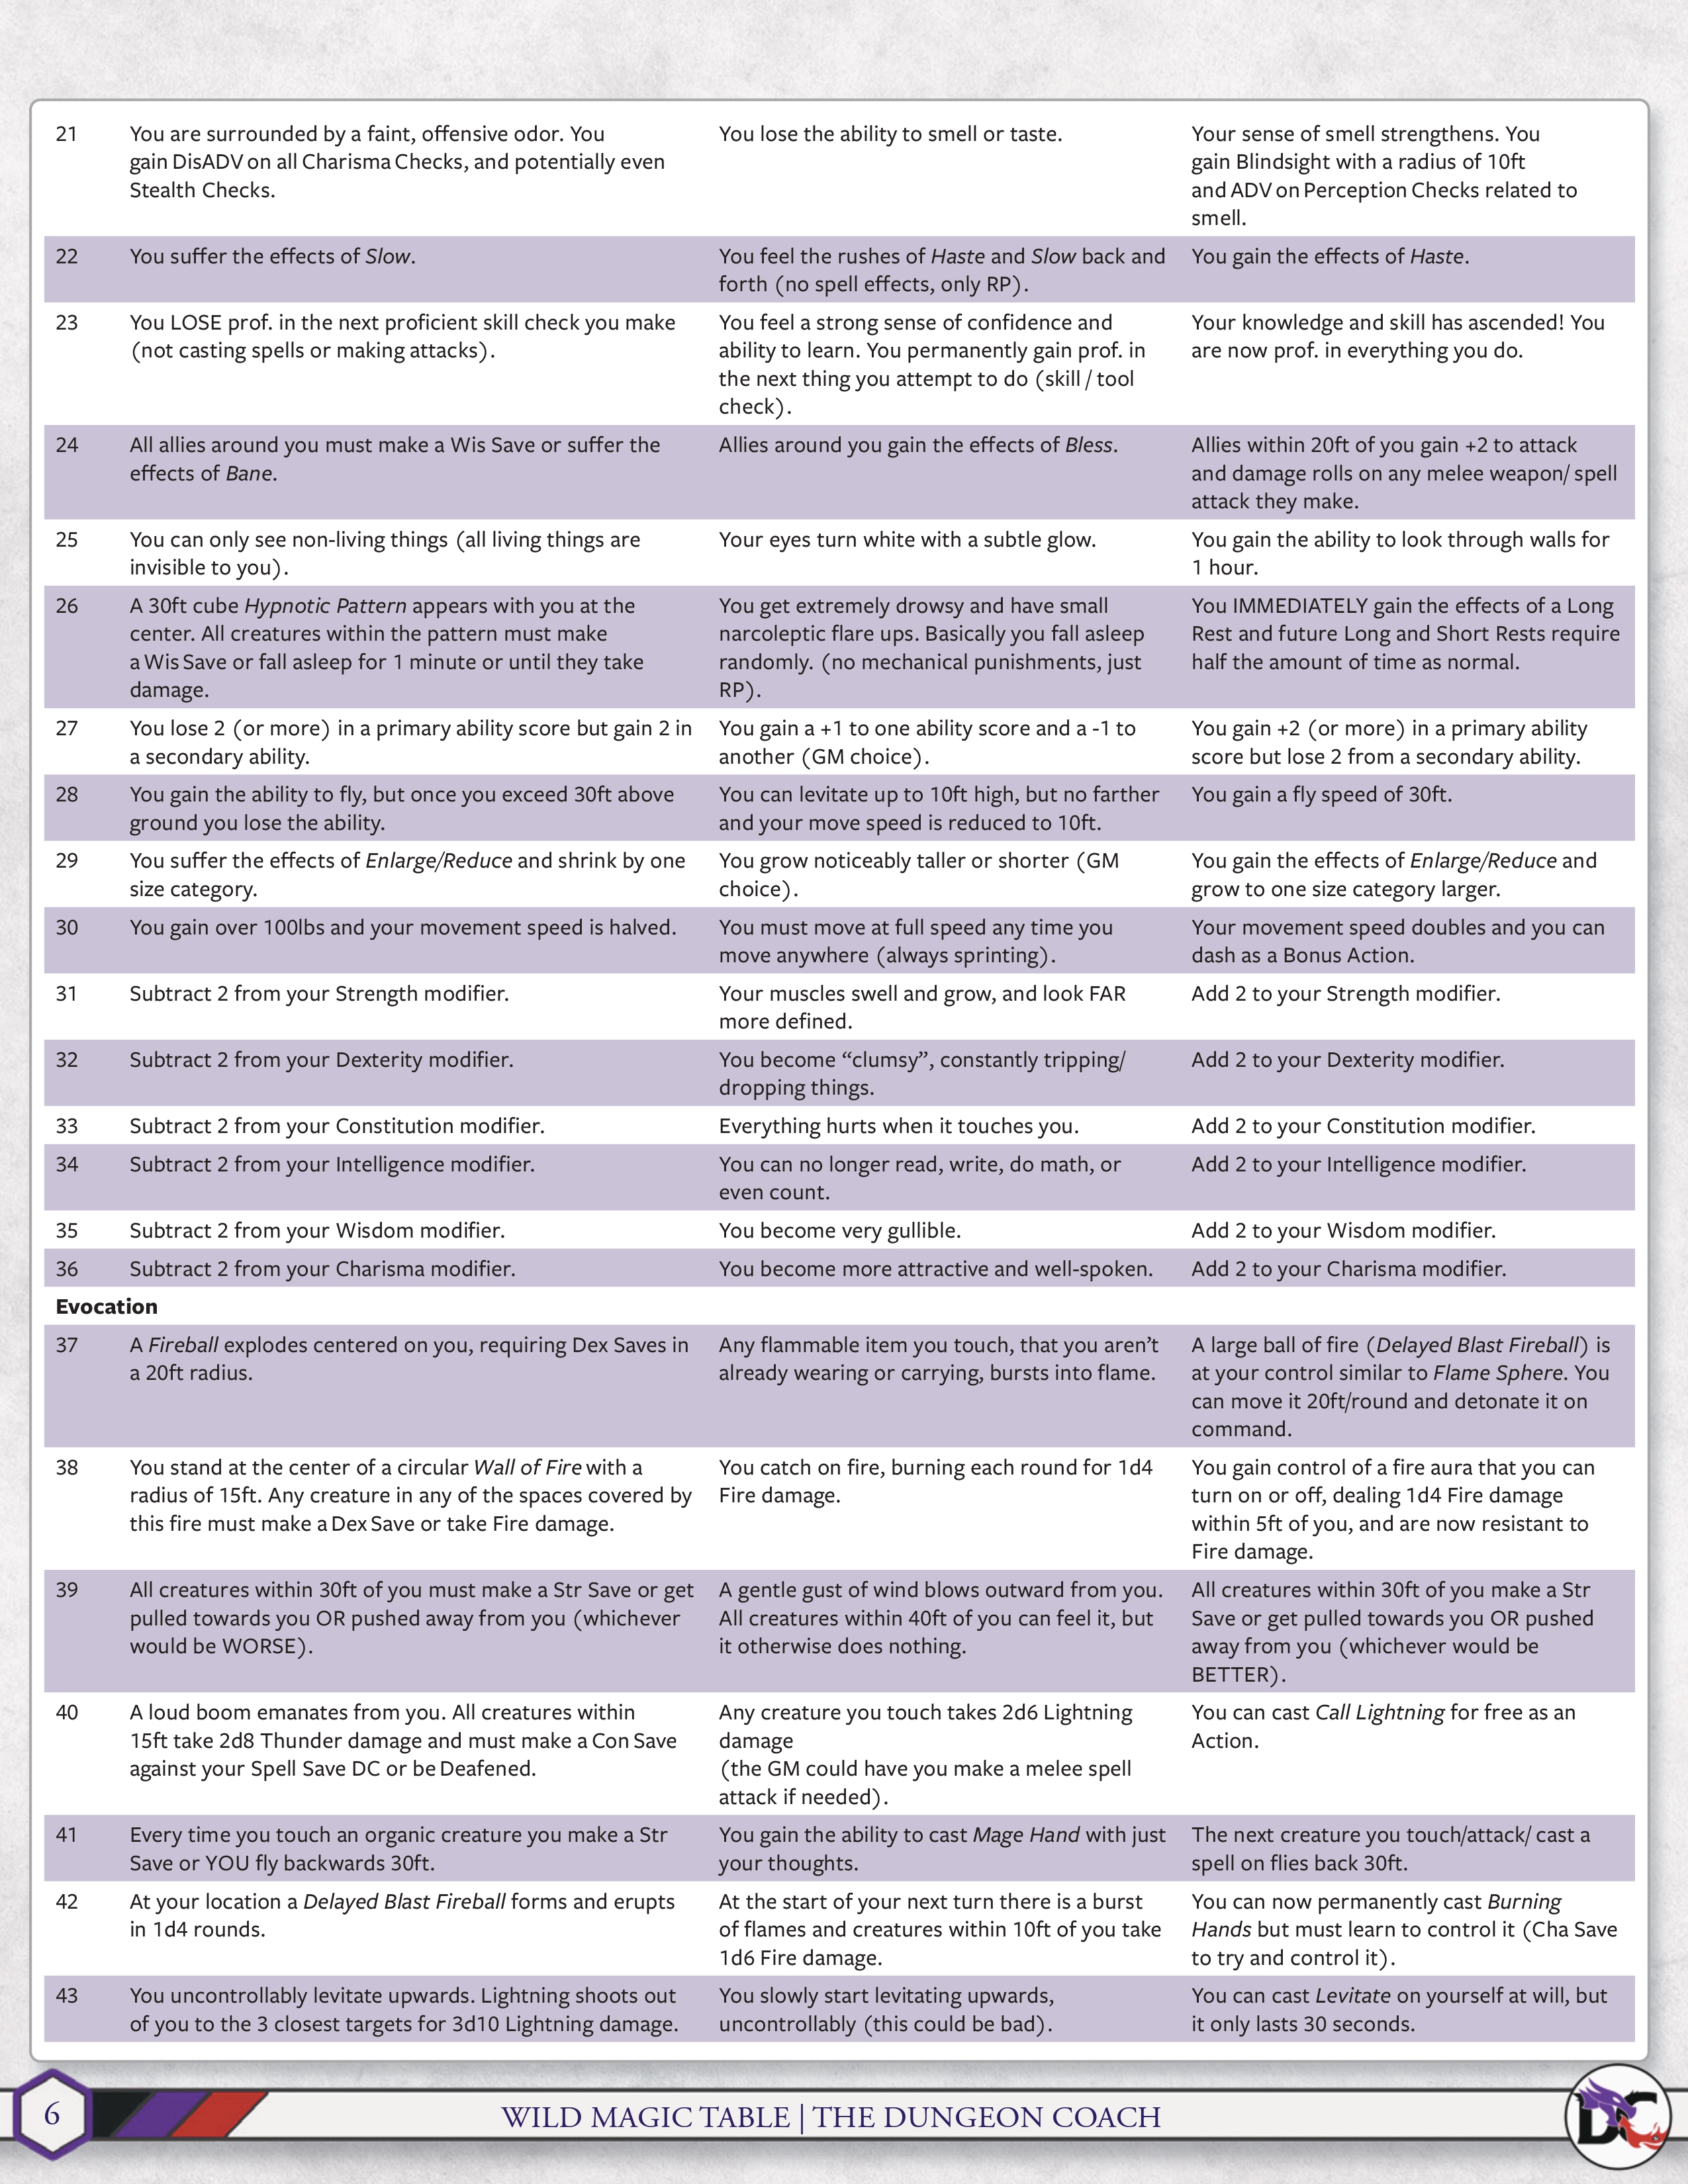 21
You are surrounded by a faint, offensive odor. You
gain DisADV on all Charisma Checks, and potentially even
Stealth Checks.
You lose the ability to smell or taste.
Your sense of smell strengthens. You
gain Blindsight with a radius of 10ft
and ADV on Perception Checks related to
smell.
22
You suffer the effects of Slow.
You feel the rushes of Haste and Slow back and
forth (no spell effects, only RP).
You gain the effects of Haste.
23
You LOSE prof. in the next proficient skill check you make
(not casting spells or making attacks).
You feel a strong sense of confidence and
ability to learn. You permanently gain prof. in
the next thing you attempt to do (skill / tool
check).
Your knowledge and skill has ascended! You
are now prof. in everything you do.
24
All allies around you must make a Wis Save or suffer the
effects of Bane.
Allies around you gain the effects of Bless.
Allies within 20ft of you gain +2 to attack
and damage rolls on any melee weapon/ spell
attack they make.
25
You can only see non-living things (all living things are
invisible to you).
Your eyes turn white with a subtle glow.
You gain the ability to look through walls for
1 hour.
26
A 30ft cube Hypnotic Pattern appears with you at the
center. All creatures within the pattern must make
a Wis Save or fall asleep for 1 minute or until they take
damage.
You get extremely drowsy and have small
narcoleptic flare ups. Basically you fall asleep
randomly. (no mechanical punishments, just
RP).
You IMMEDIATELY gain the effects of a Long
Rest and future Long and Short Rests require
half the amount of time as normal.
27
You lose 2 (or more) in a primary ability score but gain 2 in
a secondary ability.
You gain a +1 to one ability score and a -1 to
another (GM choice).
You gain +2 (or more) in a primary ability
score but lose 2 from a secondary ability.
28
You gain the ability to fly, but once you exceed 30ft above
ground you lose the ability.
You can levitate up to 10ft high, but no farther
and your move speed is reduced to 10ft.
You gain a fly speed of 30ft.
29
You suffer the effects of Enlarge/Reduce and shrink by one
size category.
You grow noticeably taller or shorter (GM
choice).
You gain the effects of Enlarge/Reduce and
grow to one size category larger.
30
You gain over 100lbs and your movement speed is halved.
You must move at full speed any time you
move anywhere (always sprinting).
Your movement speed doubles and you can
dash as a Bonus Action.
31
Subtract 2 from your Strength modifier.
Your muscles swell and grow, and look FAR
more defined.
Add 2 to your Strength modifier.
32
Subtract 2 from your Dexterity modifier.
You become “clumsy”, constantly tripping/
dropping things.
Add 2 to your Dexterity modifier.
33
Subtract 2 from your Constitution modifier.
Everything hurts when it touches you.
Add 2 to your Constitution modifier.
34
Subtract 2 from your Intelligence modifier.
You can no longer read, write, do math, or
even count.
Add 2 to your Intelligence modifier.
35
Subtract 2 from your Wisdom modifier.
You become very gullible.
Add 2 to your Wisdom modifier.
36
Subtract 2 from your Charisma modifier.
You become more attractive and well-spoken.
Add 2 to your Charisma modifier.
Evocation
37
A Fireball explodes centered on you, requiring Dex Saves in
a 20ft radius.
Any flammable item you touch, that you aren’t
already wearing or carrying, bursts into flame.
A large ball of fire (Delayed Blast Fireball) is
at your control similar to Flame Sphere. You
can move it 20ft/round and detonate it on
command.
38
You stand at the center of a circular Wall of Fire with a
radius of 15ft. Any creature in any of the spaces covered by
this fire must make a Dex Save or take Fire damage.
You catch on fire, burning each round for 1d4
Fire damage.
You gain control of a fire aura that you can
turn on or off, dealing 1d4 Fire damage
within 5ft of you, and are now resistant to
Fire damage.
39
All creatures within 30ft of you must make a Str Save or get
pulled towards you OR pushed away from you (whichever
would be WORSE).
A gentle gust of wind blows outward from you.
All creatures within 40ft of you can feel it, but
it otherwise does nothing.
All creatures within 30ft of you make a Str
Save or get pulled towards you OR pushed
away from you (whichever would be
BETTER).
40
A loud boom emanates from you. All creatures within
15ft take 2d8 Thunder damage and must make a Con Save
against your Spell Save DC or be Deafened.
Any creature you touch takes 2d6 Lightning
damage
(the GM could have you make a melee spell
attack if needed).
You can cast Call Lightning for free as an
Action.
41
Every time you touch an organic creature you make a Str
Save or YOU fly backwards 30ft.
You gain the ability to cast Mage Hand with just
your thoughts.
The next creature you touch/attack/ cast a
spell on flies back 30ft.
42
At your location a Delayed Blast Fireball forms and erupts
in 1d4 rounds.
At the start of your next turn there is a burst
of flames and creatures within 10ft of you take
1d6 Fire damage.
You can now permanently cast Burning
Hands but must learn to control it (Cha Save
to try and control it).
43
You uncontrollably levitate upwards. Lightning shoots out
of you to the 3 closest targets for 3d10 Lightning damage.
You slowly start levitating upwards,
uncontrollably (this could be bad).
You can cast Levitate on yourself at will, but
it only lasts 30 seconds.
6
WILD MAGIC TABLE | THE DUNGEON COACH
DC